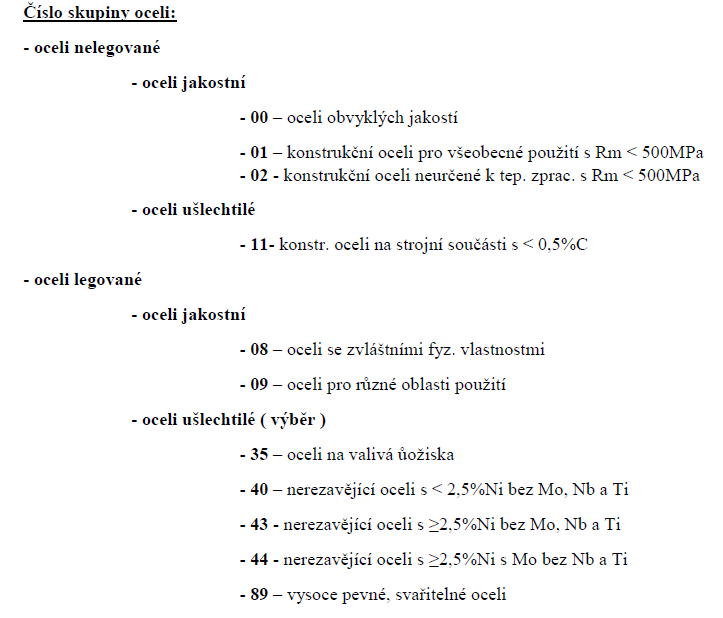 Číslo skupiny oceli:
- oceli nelegované
- oceli jakostní
- 00 – oceli obvyklých jakostí
- 01 – konstrukční oceli pro všeobecné použití s Rm < 500MPa
- 02 - konstrukční oceli neurčené k tep. zprac. s Rm < 500MPa
- oceli ušlechtilé
- 11- konstr. oceli na strojní součásti s < 0,5%C
- oceli legované
- oceli jakostní
- 08 – oceli se zvláštními fyz. vlastnostmi
- 09 – oceli pro různé oblasti použití
- oceli ušlechtilé ( výběr )
- 35 – oceli na valivá ůožiska
- 40 – nerezavějící oceli s < 2,5%Ni bez Mo, Nb a Ti
- 43 - nerezavějící oceli s ≥2,5%Ni bez Mo, Nb a Ti
- 44 - nerezavějící oceli s ≥2,5%Ni s Mo bez Nb a Ti
- 89 – vysoce pevné, svařitelné oceli